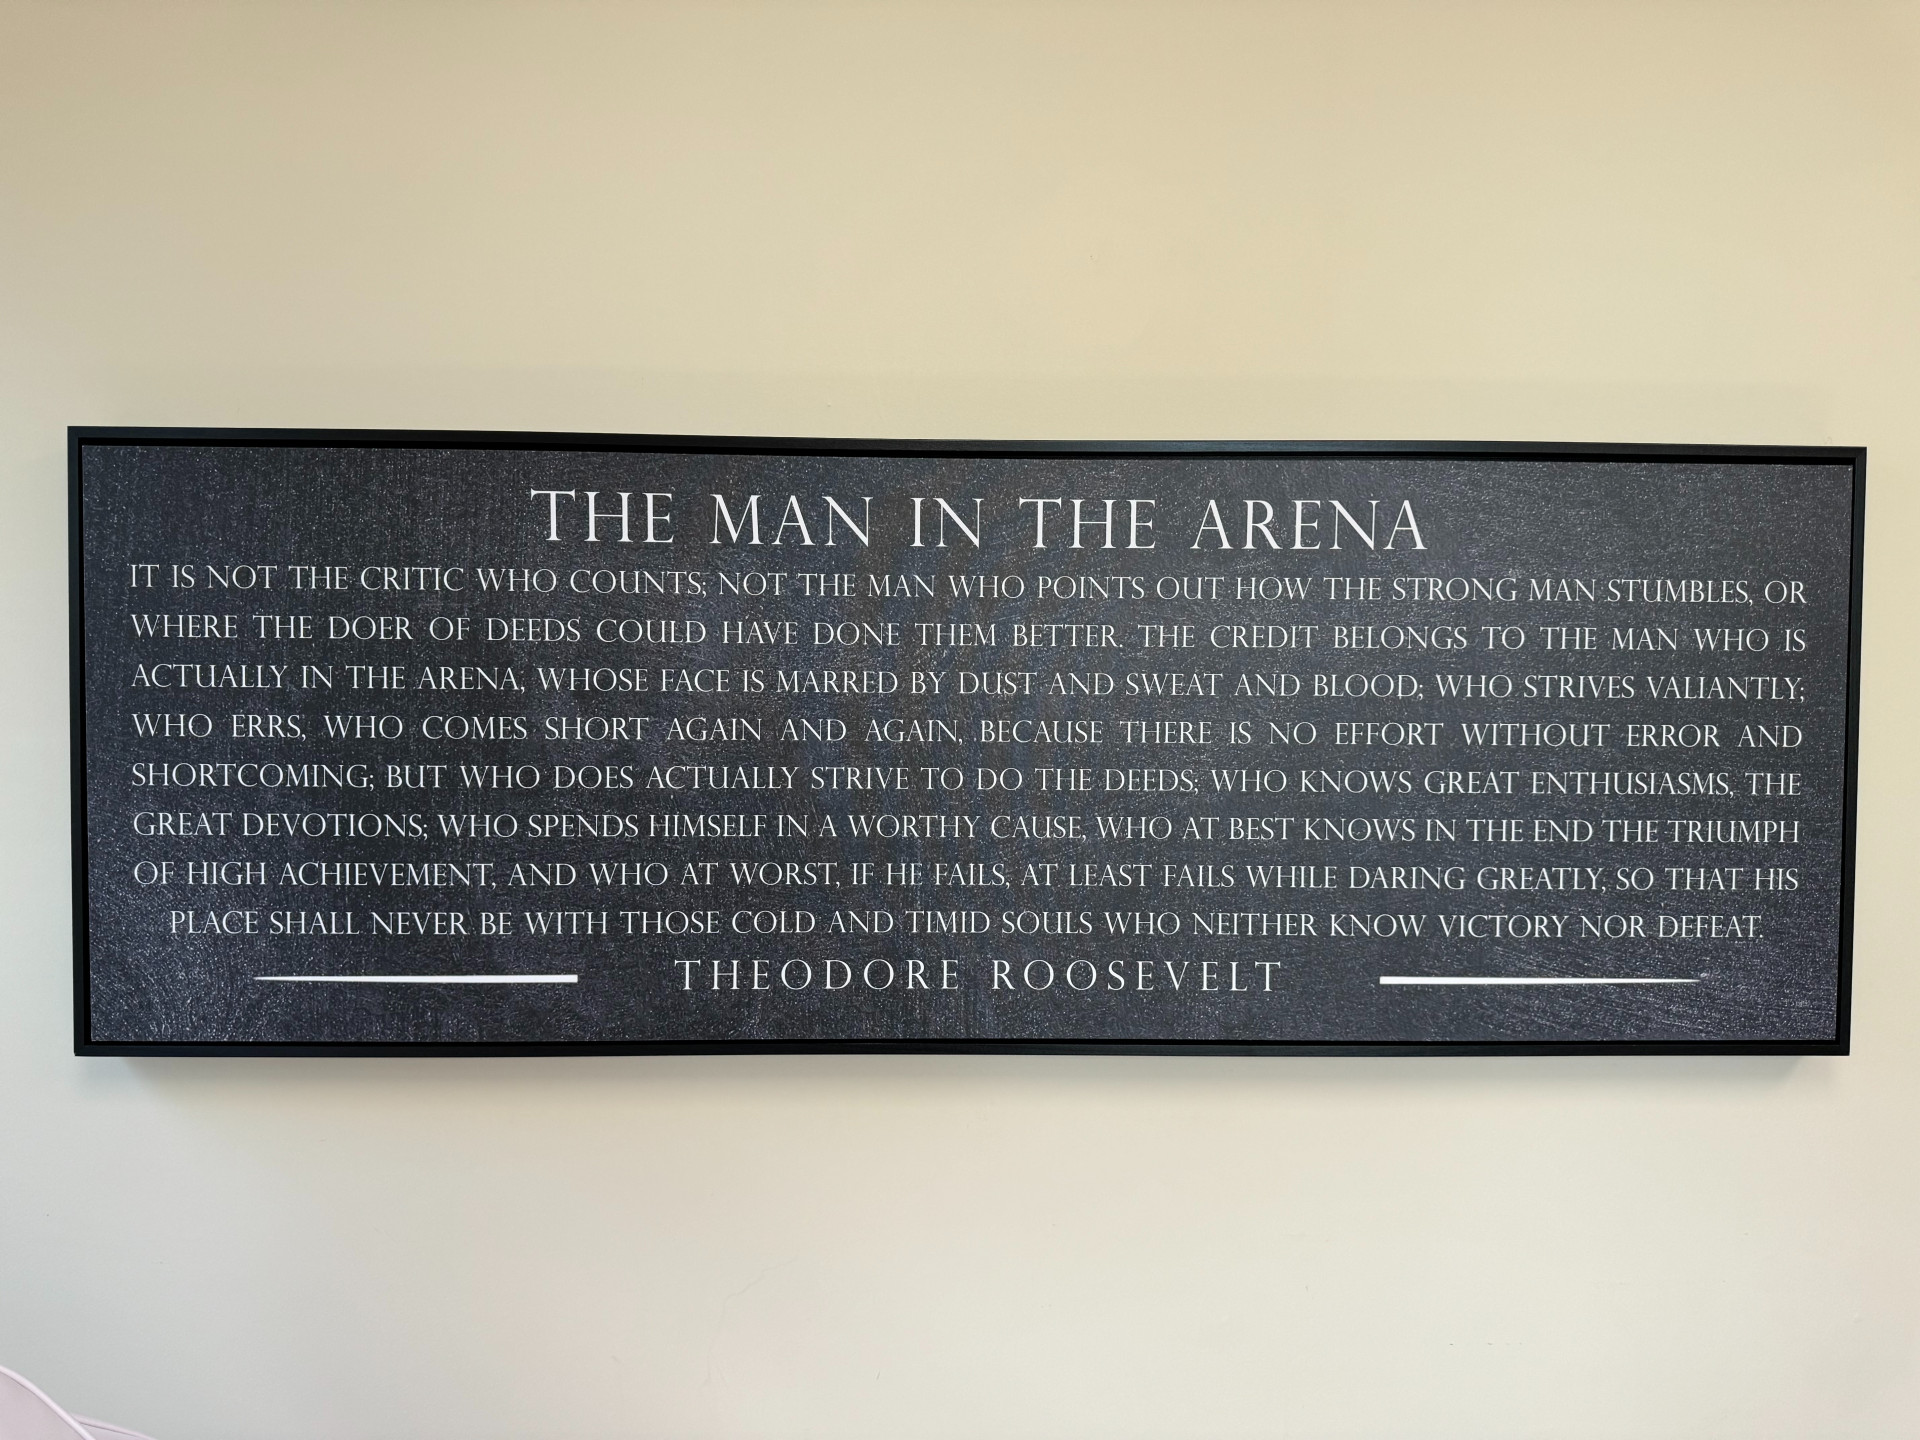 THE MAN IN THE ARENA
IT IS NOT THE CRITIC WHO COUNTS; NOT THE MAN WHO POINTS OUT HOW THE STRONG MAN STUMBLES, OR
WHERE THE DOER OF DEEDS COULD HAVE DONE THEM BETTER. THE CREDIT BELONGS TO THE MAN WHO IS
ACTUALLY IN THE ARENA, WHOSE FACE IS MARRED BY DUST AND SWEAT AND BLOOD; WHO STRIVES VALIANTLY;
WHO ERRS, WHO COMES SHORT AGAIN AND AGAIN, BECAUSE THERE IS NO EFFORT WITHOUT ERROR AND
SHORTCOMING; BUT WHO DOES ACTUALLY STRIVE TO DO THE DEEDS; WHO KNOWS GREAT ENTHUSIASMS, THE
GREAT DEVOTIONS; WHO SPENDS HIMSELF IN A WORTHY CAUSE, WHO AT BEST KNOWS IN THE END THE TRIUMPH
OF HIGH ACHIEVEMENT, AND WHO AT WORST, IF HE FAILS, AT LEAST FAILS WHILE DARING GREATLY, SO THAT HIS
PLACE SHALL NEVER BE WITH THOSE COLD AND TIMID SOULS WHO NEITHER KNOW VICTORY NOR DEFEAT.
THEODORE ROOSEVELT